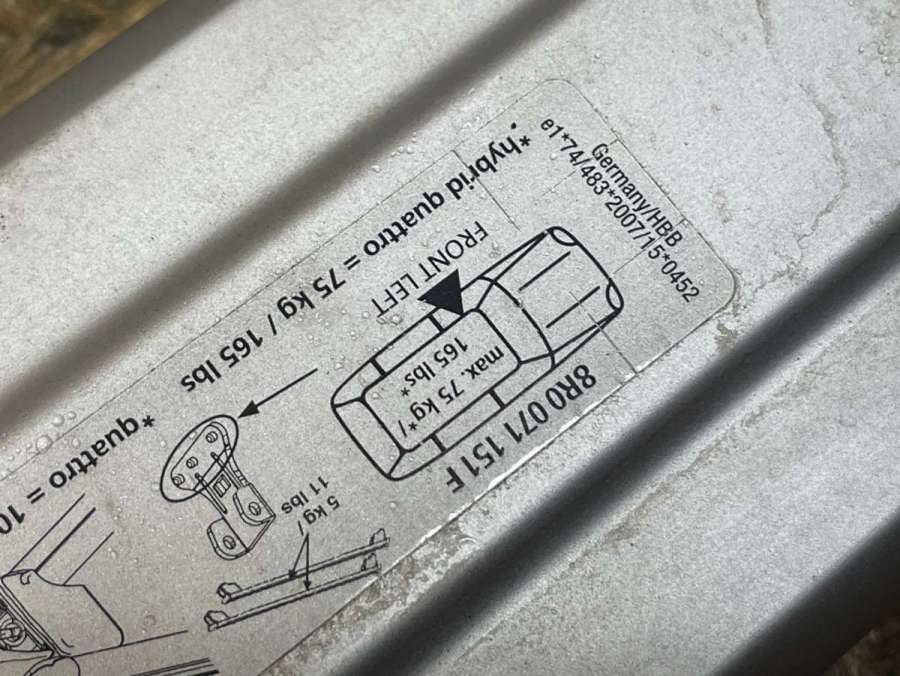 Germany/HBB
e1*74/483*2007/15*0452
8R0 071 151 F
FRONT LEFT
max. 75 kg*/
165 lbs*
*hybrid quattro = 75 kg / 165 lbs
*quattro = 10
5 kg/
11 lbs